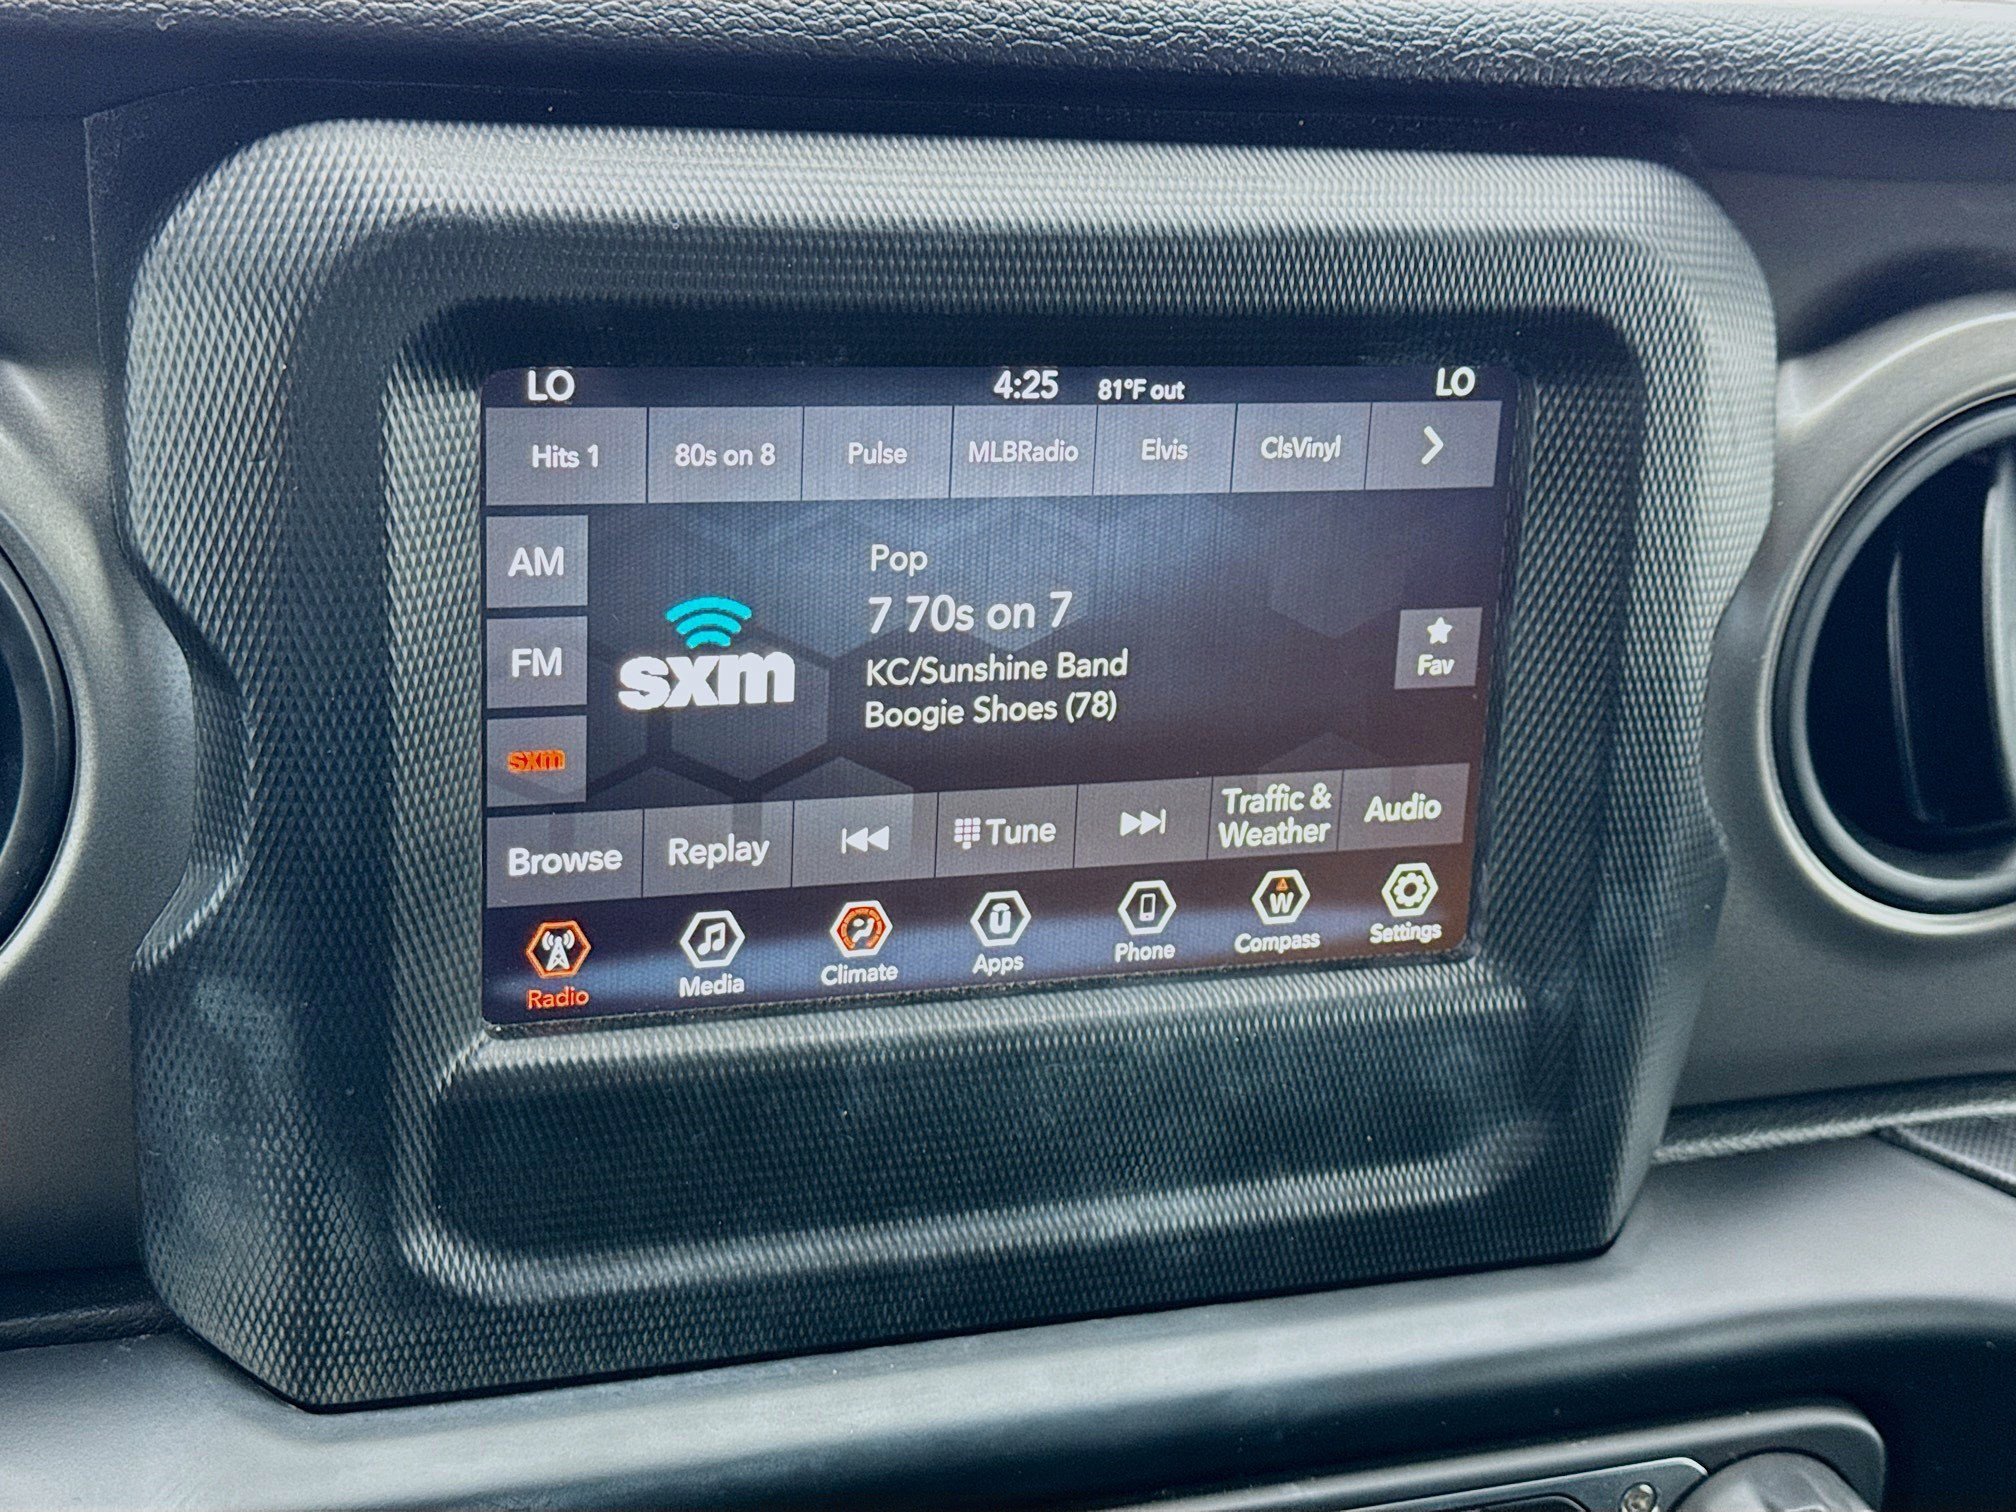 LO 4:25 81°F out LO
Hits 1 80s on 8 Pulse MLBRadio Elvis ClsVinyl
AM
Pop
7 70s on 7
FM
sxm
KC/Sunshine Band
Boogie Shoes (78)
Fav
sxm
Browse Replay Tune Traffic & Weather Audio
W
Radio Media Climate Apps Phone Compass Settings